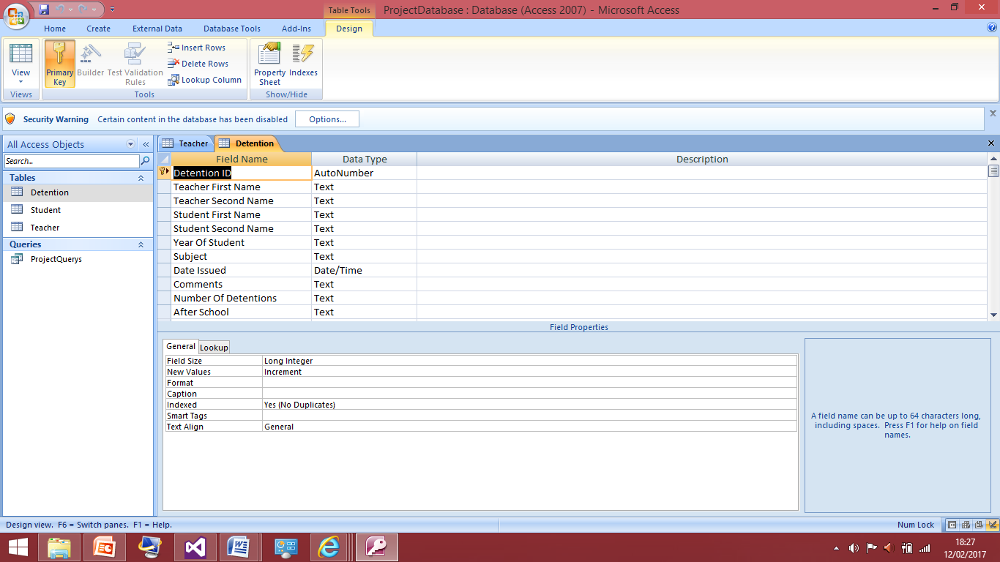 Table Tools
ProjectDatabase : Database (Access 2007) - Microsoft Access
Home Create External Data Database Tools Add-Ins Design
View
Primary Key
Builder
Test Validation Rules
Insert Rows
Delete Rows
Lookup Column
Property Sheet
Indexes
Views Tools Show/Hide
Security Warning Certain content in the database has been disabled Options...
All Access Objects
Search...
Tables
Detention
Student
Teacher
Queries
ProjectQuerys
Teacher Detention
Field Name Data Type Description
Detention ID AutoNumber
Teacher First Name Text
Teacher Second Name Text
Student First Name Text
Student Second Name Text
Year Of Student Text
Subject Text
Date Issued Date/Time
Comments Text
Number Of Detentions Text
After School Text
Field Properties
General Lookup
Field Size Long Integer
New Values Increment
Format
Caption
Indexed Yes (No Duplicates)
Smart Tags
Text Align General
A field name can be up to 64 characters long,
including spaces. Press F1 for help on field
names.
Design view. F6 = Switch panes. F1 = Help.
Num Lock
18:27
12/02/2017